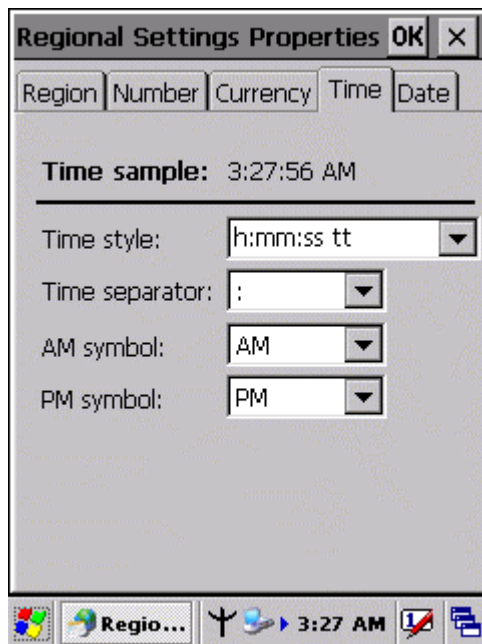 Regional Settings Properties OK ×
Region Number Currency Time Date
Time sample: 3:27:56 AM
Time style: h:mm:ss tt
Time separator: :
AM symbol: AM
PM symbol: PM
Regio... 3:27 AM